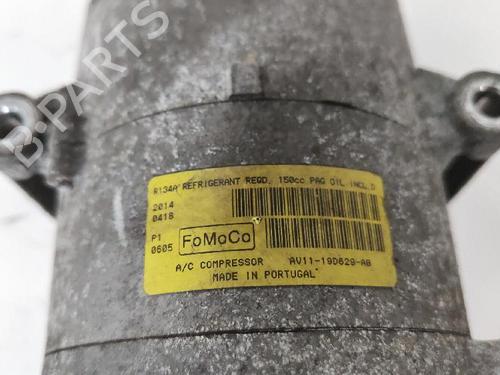 B-PARTS
R134A REFRIGERANT REQD, 150cc PAG OIL INCL.D
2014
0418
P1
0605
FoMoCo
A/C COMPRESSOR AV11-19D629-AB
MADE IN PORTUGAL
B-PARTS